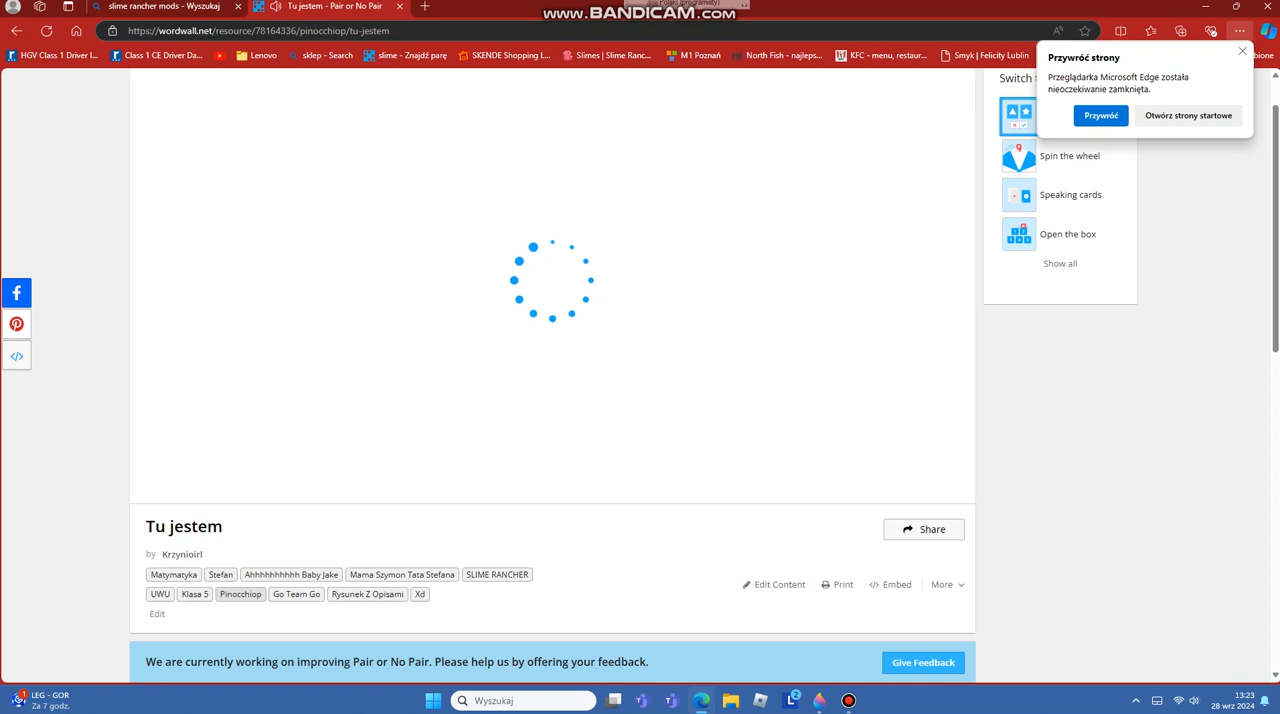 slime rancher mods - Wyszukaj
Tu jestem - Pair or No Pair
Polski (programisty)
www.BANDICAM.com
https://wordwall.net/resource/78164336/pinocchiop/tu-jestem
HGV Class 1 Driver I...
Class 1 CE Driver Da...
Lenovo
sklep - Search
slime - Znajdź parę
SKENDE Shopping L...
Slimes | Slime Ranc...
M1 Poznań
North Fish - najleps...
KFC - menu, restaur...
Smyk | Felicity Lublin
bione
Przywróć strony
Przeglądarka Microsoft Edge została
nieoczekiwanie zamknięta.
Przywróć
Otwórz strony startowe
Switch
Spin the wheel
Speaking cards
Open the box
Show all
Tu jestem
Share
by Krzynioirl
Matymatyka
Stefan
Ahhhhhhhhhh Baby Jake
Mama Szymon Tata Stefana
SLIME RANCHER
UWU
Klasa 5
Pinocchiop
Go Team Go
Rysunek Z Opisami
Xd
Edit
Edit Content
Print
Embed
More
We are currently working on improving Pair or No Pair. Please help us by offering your feedback.
Give Feedback
1
LEG - GOR
Za 7 godz.
Wyszukaj
L
2
13:23
28 wrz 2024